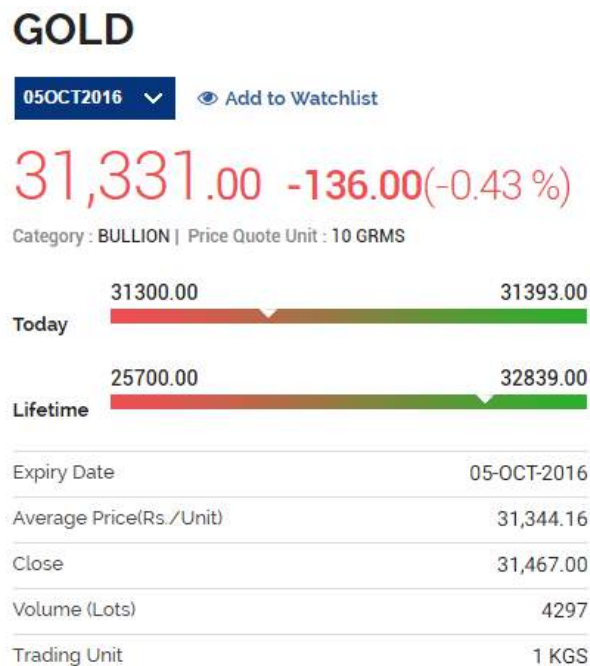 GOLD
05OCT2016 Add to Watchlist
31,331.00 -136.00(-0.43 %)
Category : BULLION | Price Quote Unit : 10 GRMS
31300.00 31393.00
Today
25700.00 32839.00
Lifetime
Expiry Date 05-OCT-2016
Average Price(Rs./Unit) 31,344.16
Close 31,467.00
Volume (Lots) 4297
Trading Unit 1 KGS